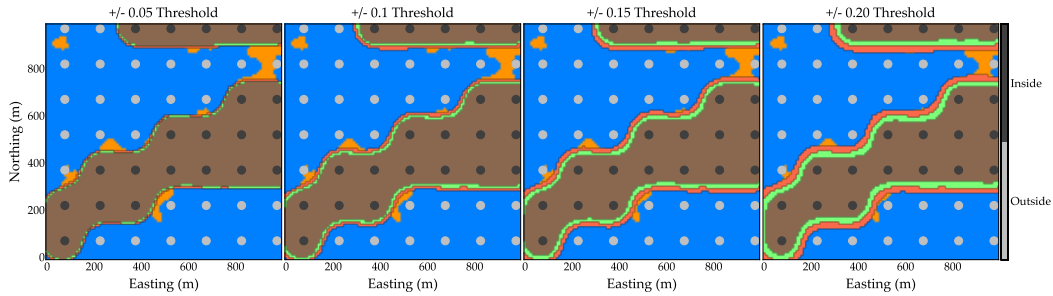 +/- 0.05 Threshold
+/- 0.1 Threshold
+/- 0.15 Threshold
+/- 0.20 Threshold
Northing (m)
800
600
400
200
0
Inside
Outside
0 200 400 600 800
0 200 400 600 800
0 200 400 600 800
0 200 400 600 800
Easting (m)
Easting (m)
Easting (m)
Easting (m)